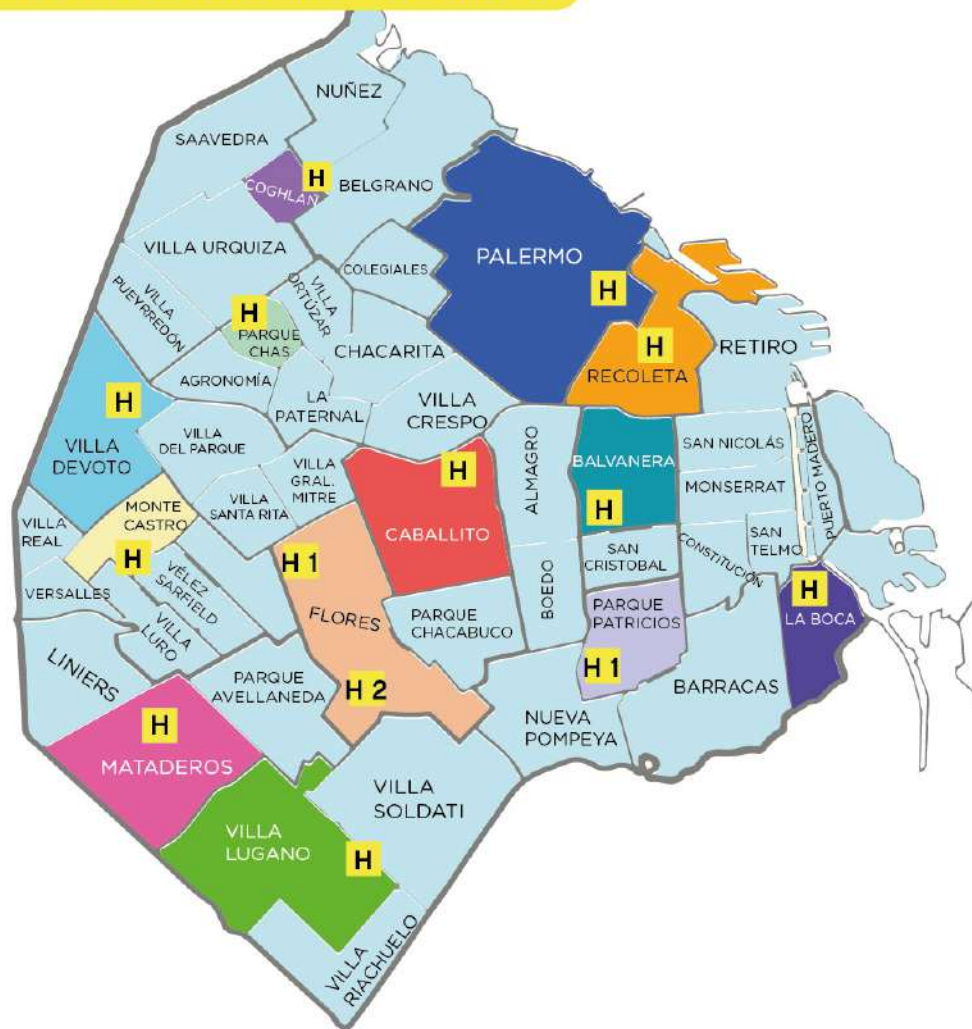 NUÑEZ
SAAVEDRA
H
COGHLAÑ
BELGRANO
VILLA URQUIZA
PALERMO
COLEGIALES
H
VILLA
ORTÚZAR
VILLA
PUEYRREDÓN
H
PARQUE
CHAS
CHACARITA
H
RECOLETA
RETIRO
AGRONOMÍA
LA
PATERNAL
VILLA
CRESPO
H
VILLA
DEVOTO
VILLA
DEL PARQUE
VILLA
GRAL.
MITRE
H
CABALLITO
ALMAGRO
BALVANERA
H
SAN NICOLÁS
MONSERRAT
PUERTO MADERO
VILLA
REAL
MONTE
CASTRO
H
VILLA
SANTA RITA
VERSALLES
VÉLEZ
SARFIELD
VILLA
LURO
H 1
FLORES
H 2
PARQUE
CHACABUCO
BOEDO
SAN
CRISTOBAL
CONSTITUCIÓN
SAN
TELMO
H
LA BOCA
PARQUE
PATRICIOS
H 1
BARRACAS
LINIERS
PARQUE
AVELLANEDA
NUEVA
POMPEYA
H
MATADEROS
VILLA
SOLDATI
VILLA
LUGANO
H
VILLA
RIACHUELO